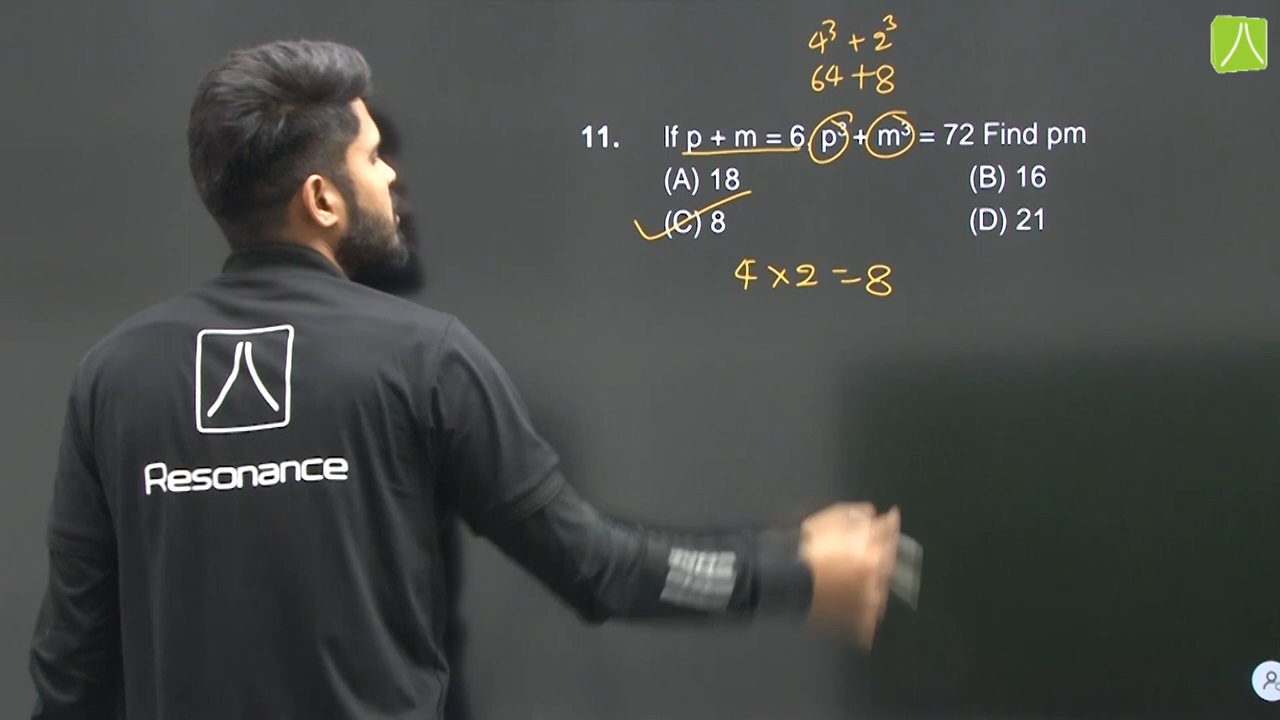 4³ + 2³
64 + 8
11. If p + m = 6, p³ + m³ = 72 Find pm
(A) 18 (B) 16
(C) 8 (D) 21
4 × 2 = 8
Resonance